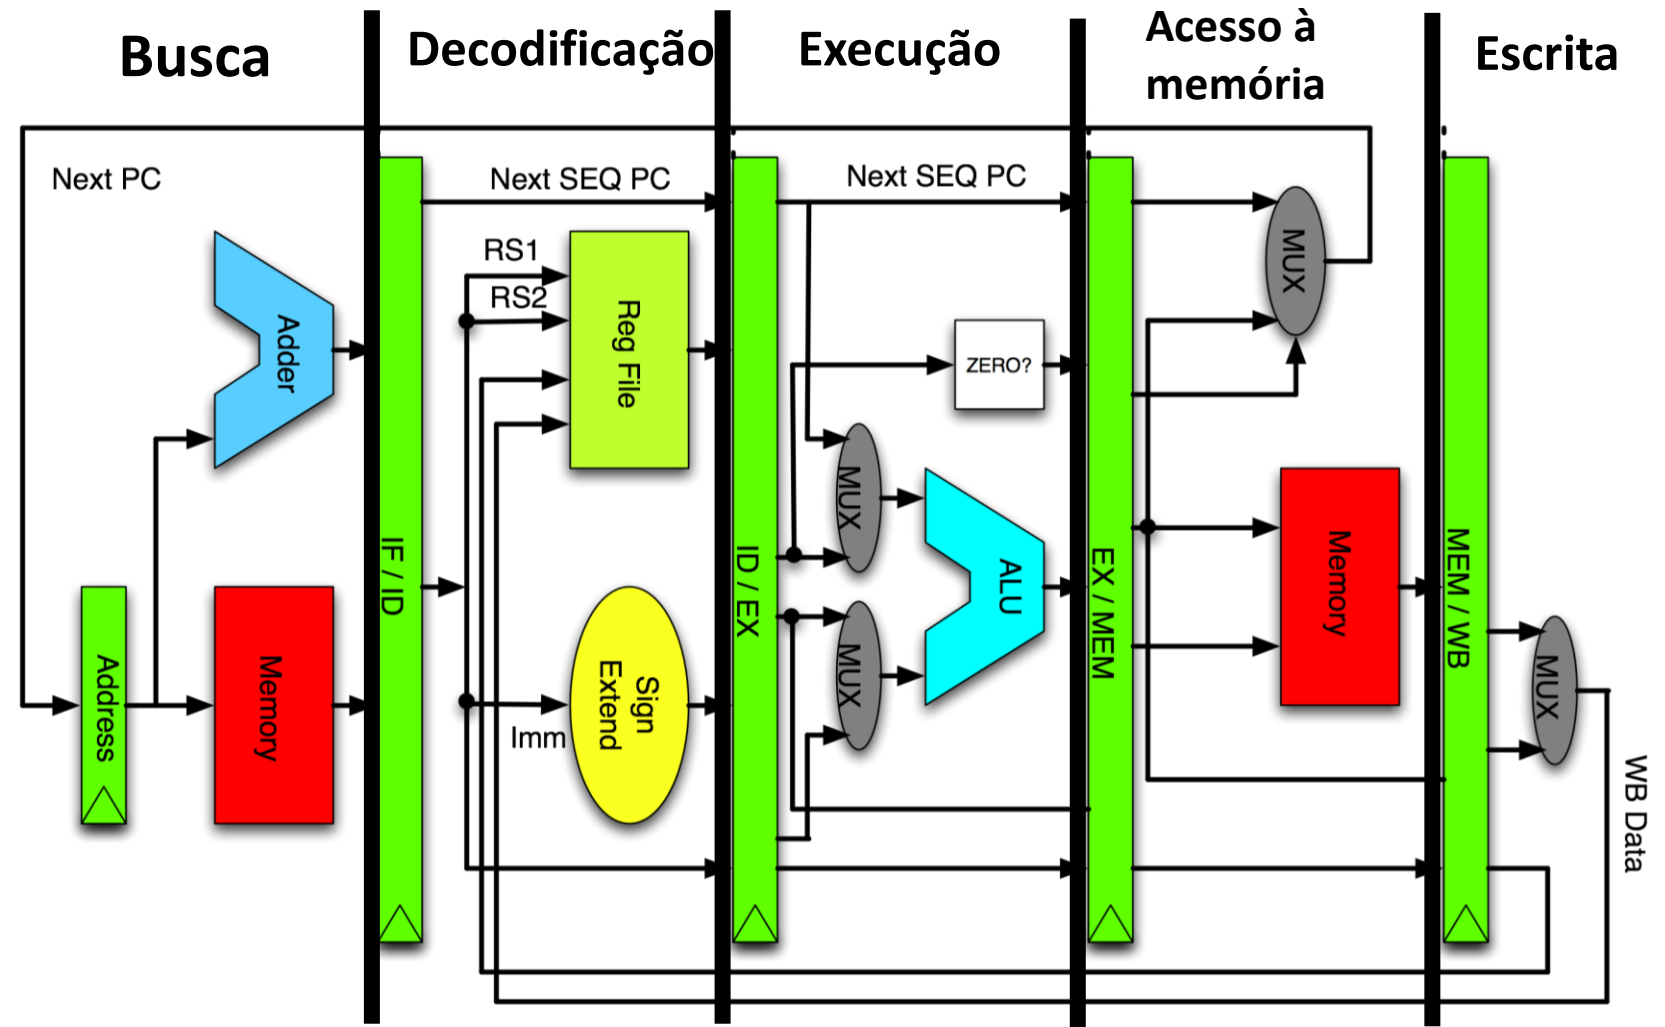 Busca
Decodificação
Execução
Acesso à
memória
Escrita
Next PC
Next SEQ PC
Next SEQ PC
RS1
RS2
Adder
Reg File
ZERO?
MUX
MUX
MUX
ALU
IF / ID
ID / EX
EX / MEM
MEM / WB
Address
Memory
Sign
Extend
Imm
Memory
MUX
WB Data